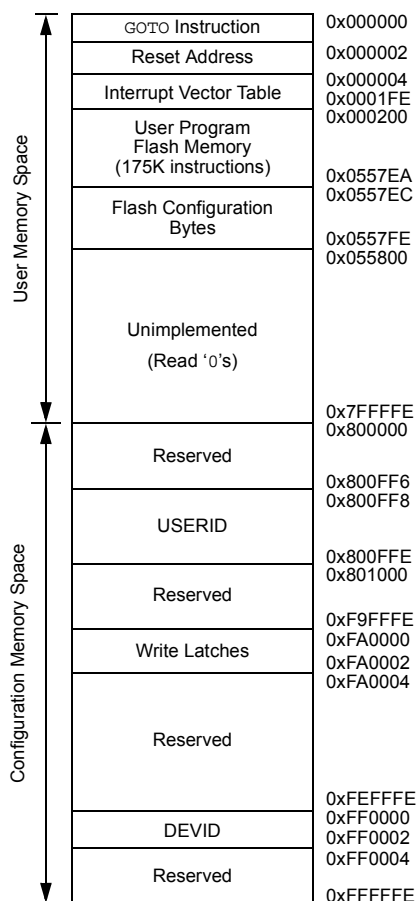 GOTO Instruction
0x000000
Reset Address
0x000002
0x000004
Interrupt Vector Table
0x0001FE
0x000200
User Program
Flash Memory
(175K instructions)
0x0557EA
0x0557EC
Flash Configuration
Bytes
0x0557FE
0x055800
User Memory Space
Unimplemented
(Read ‘0’s)
0x7FFFFE
0x800000
Reserved
0x800FF6
0x800FF8
USERID
0x800FFE
0x801000
Reserved
0xF9FFFE
0xFA0000
Write Latches
0xFA0002
0xFA0004
Configuration Memory Space
Reserved
0xFEFFFE
0xFF0000
DEVID
0xFF0002
0xFF0004
Reserved
0xFFFFFE